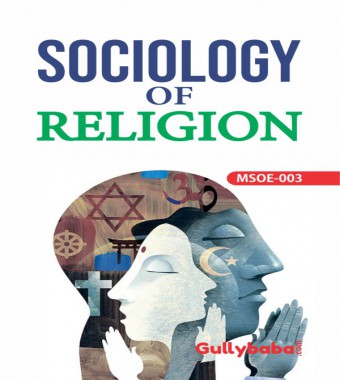 SOCIOLOGY
OF
RELIGION
MSOE-003
ॐ
Gullybaba.com